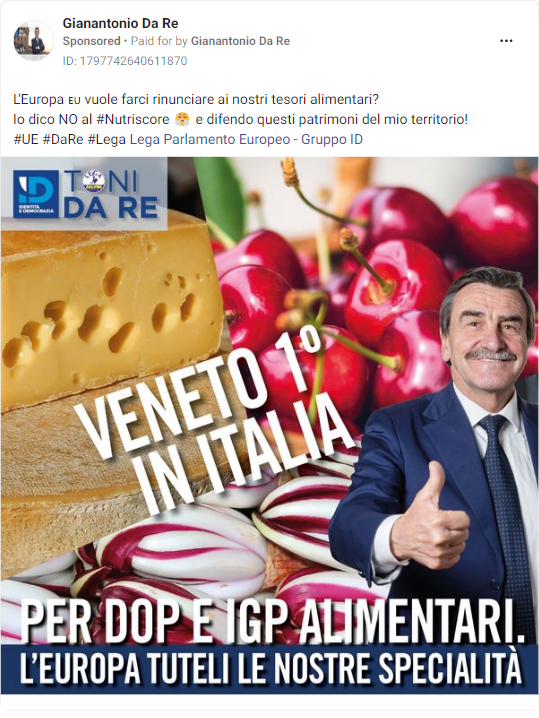 Gianantonio Da Re
Sponsored • Paid for by Gianantonio Da Re
ID: 1797742640611870
L'Europa EU vuole farci rinunciare ai nostri tesori alimentari?
Io dico NO al #Nutriscore 😤 e difendo questi patrimoni del mio territorio!
#UE #DaRe #Lega Lega Parlamento Europeo - Gruppo ID
ID
IDENTITÀ E DEMOCRAZIA
TONI
DA RE
SALVINI
VENETO 1º
IN ITALIA
PER DOP E IGP ALIMENTARI.
L'EUROPA TUTELI LE NOSTRE SPECIALITÀ